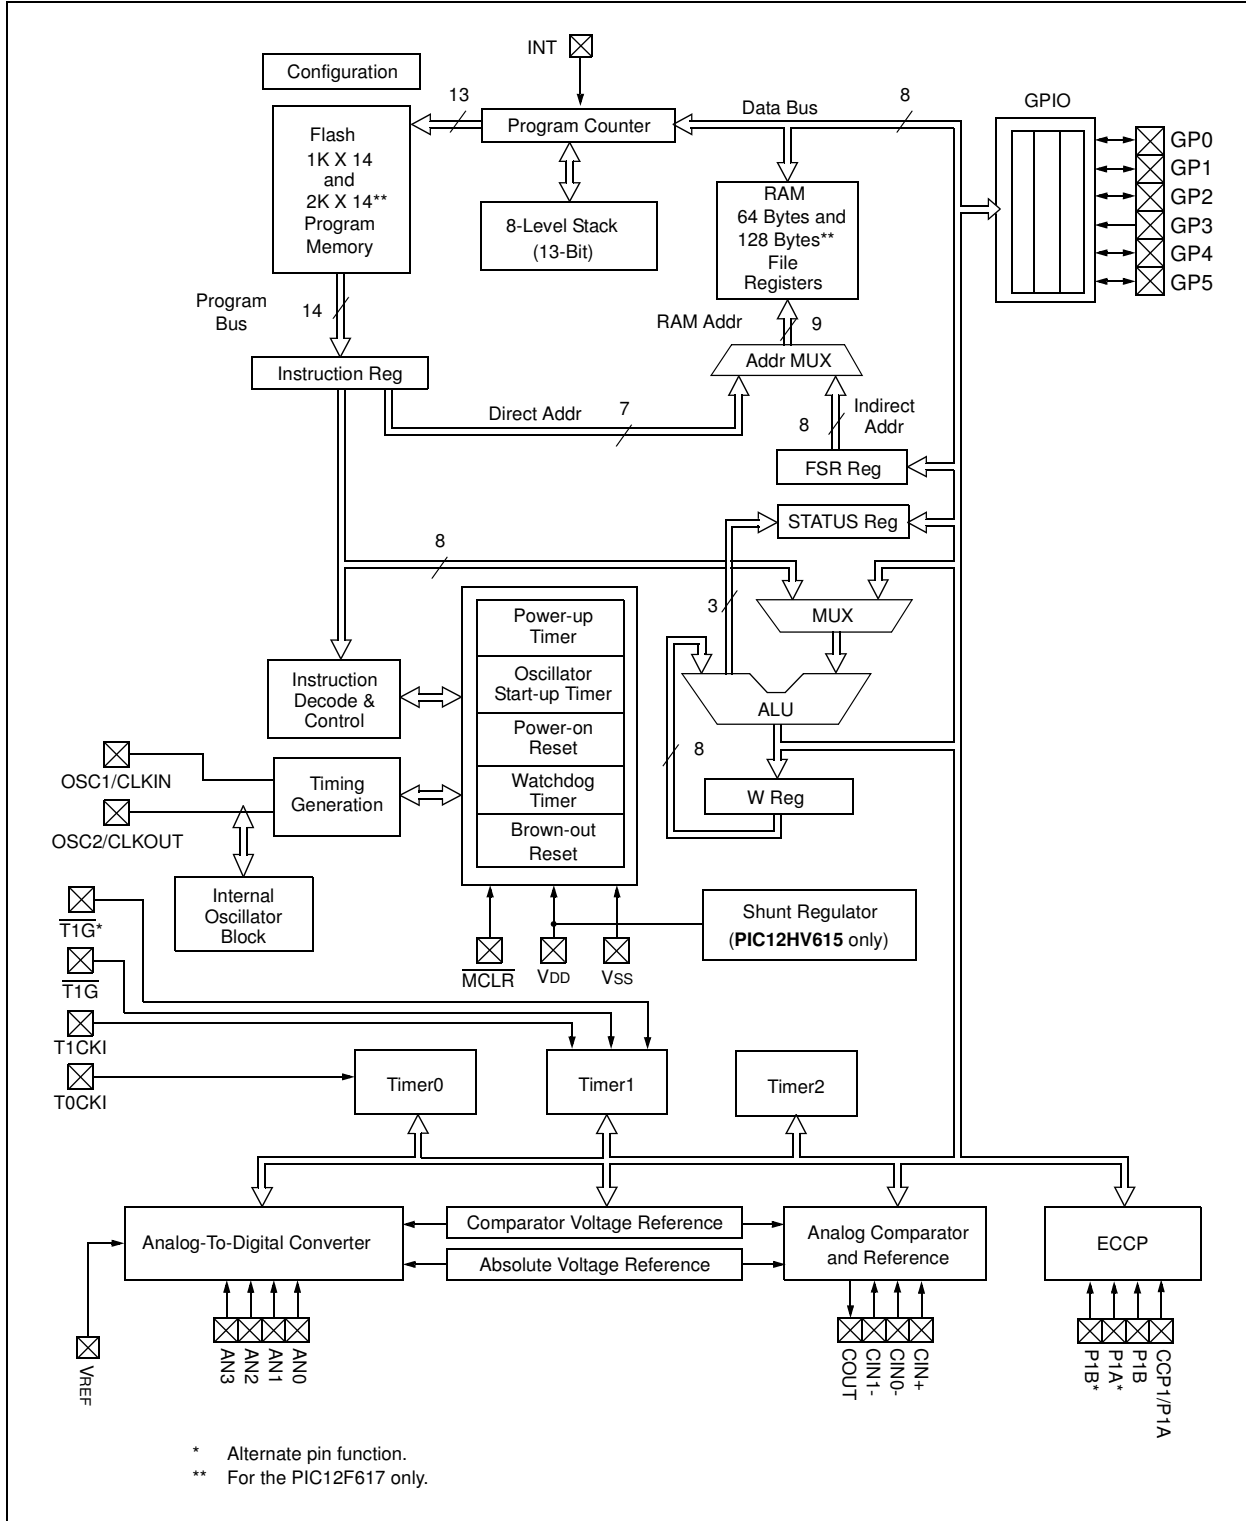 INT
Configuration
13
Data Bus
8
GPIO
Flash
1K X 14
and
2K X 14**
Program
Memory
Program Counter
8-Level Stack
(13-Bit)
RAM
64 Bytes and
128 Bytes**
File
Registers
GP0
GP1
GP2
GP3
GP4
GP5
Program
Bus
14
RAM Addr
9
Addr MUX
Instruction Reg
Direct Addr
7
Indirect
Addr
8
FSR Reg
STATUS Reg
8
3
MUX
Power-up
Timer
Oscillator
Start-up Timer
Power-on
Reset
Watchdog
Timer
Brown-out
Reset
Instruction
Decode &
Control
ALU
8
W Reg
OSC1/CLKIN
Timing
Generation
OSC2/CLKOUT
Internal
Oscillator
Block
T1G*
T1G
T1CKI
T0CKI
MCLR
VDD
VSS
Shunt Regulator
(PIC12HV615 only)
Timer0
Timer1
Timer2
Analog-To-Digital Converter
Comparator Voltage Reference
Absolute Voltage Reference
Analog Comparator
and Reference
ECCP
VREF
AN3
AN2
AN1
AN0
COUT
CIN1-
CIN0-
CIN+
P1B*
P1A*
P1B
CCP1/P1A
* Alternate pin function.
** For the PIC12F617 only.